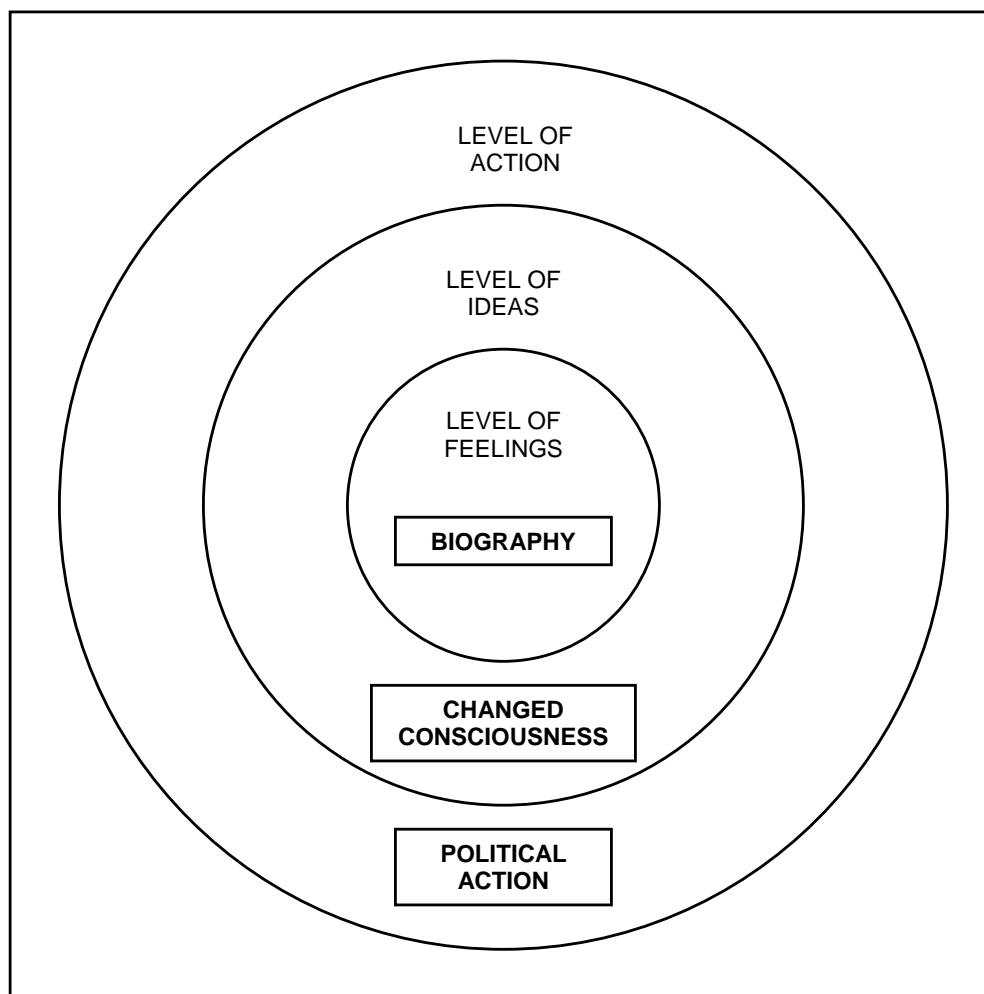 LEVEL OF
ACTION
LEVEL OF
IDEAS
LEVEL OF
FEELINGS
BIOGRAPHY
CHANGED
CONSCIOUSNESS
POLITICAL
ACTION